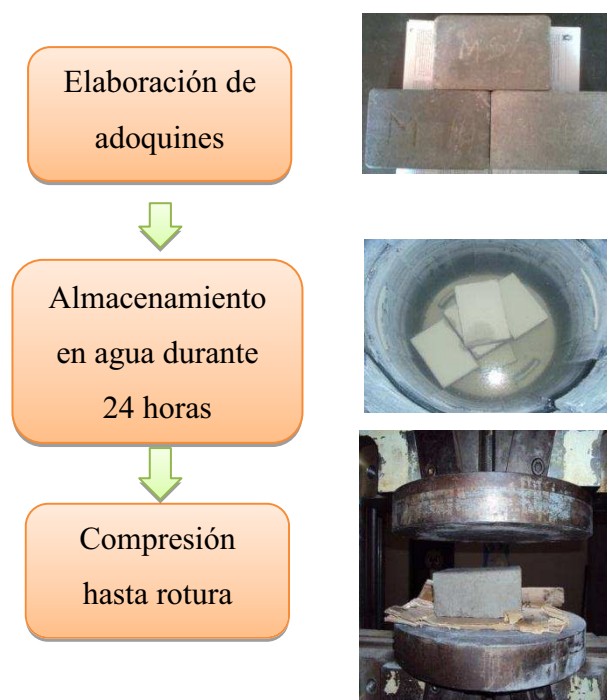 Elaboración de
adoquines
Almacenamiento
en agua durante
24 horas
Compresión
hasta rotura